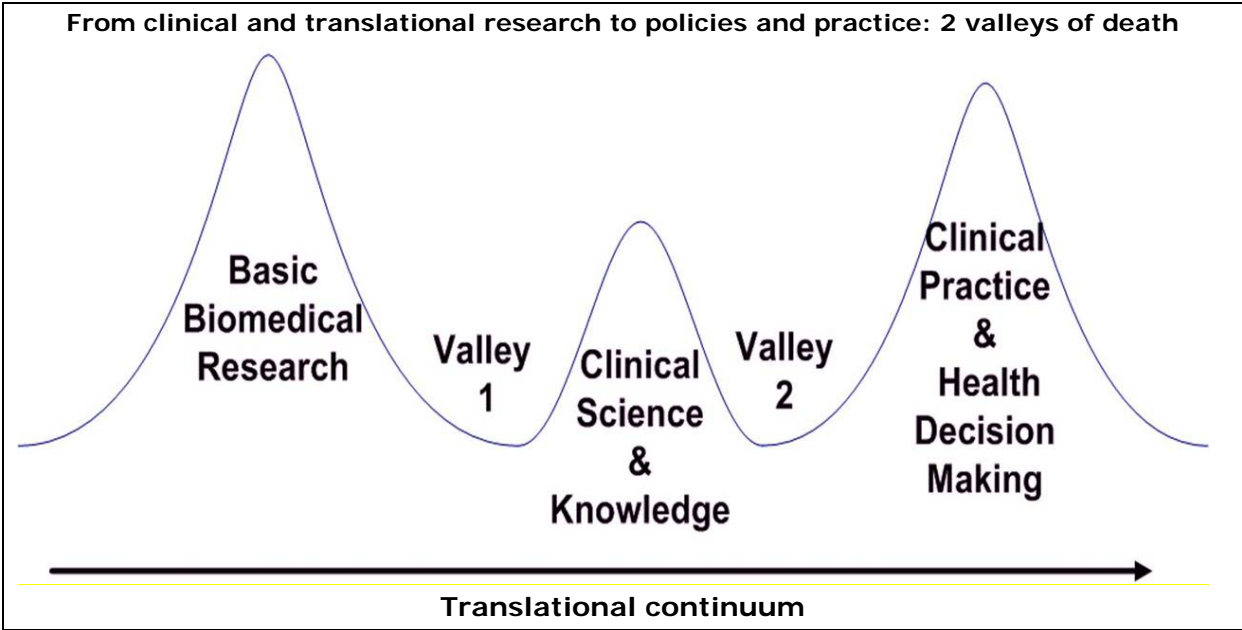 From clinical and translational research to policies and practice: 2 valleys of death
Basic
Biomedical
Research
Valley
1
Clinical
Science
&
Knowledge
Valley
2
Clinical
Practice
&
Health
Decision
Making
Translational continuum